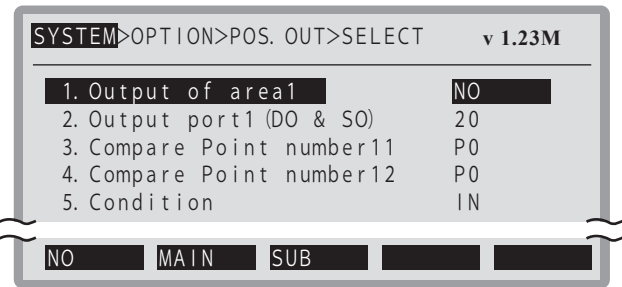 SYSTEM>OPTION>POS. OUT>SELECT v 1.23M
1. Output of area1 NO
2. Output port1 (DO & SO) 20
3. Compare Point number11 P0
4. Compare Point number12 P0
5. Condition IN
NO MAIN SUB